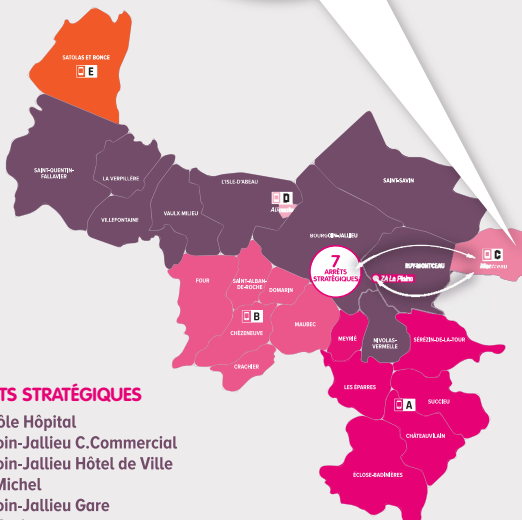 SATOLAS ET BONCE
E
SAINT-QUENTIN-
FALLAVIER
LA VERPILLÈRE
VILLEFONTAINE
VAULX-MILIEU
L'ISLE-D'ABEAU
D
SAINT-SAVIN
BOURGOIN-JALLIEU
7
ARRÊTS
STRATÉGIQUES
RUY-MONTCEAU
ZA La Plaine
C
Montceau
FOUR
SAINT-ALBAN-
DE-ROCHE
DOMARIN
B
CHÈZENEUVE
MAUBEC
CRACHIER
MEYRIÉ
NIVOLAS-
VERMELLE
SÉRÉZIN-DE-LA-TOUR
LES ÉPARRES
A
SUCCIEU
CHÂTEAUVILAIN
ÉCLOSE-BADINIÈRES
TS STRATÉGIQUES
ôle Hôpital
oin-Jallieu C.Commercial
oin-Jallieu Hôtel de Ville
Michel
oin-Jallieu Gare